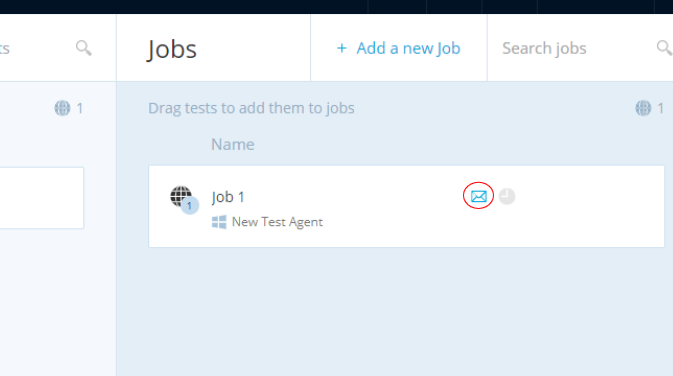 ts
Jobs
+ Add a new Job
Search jobs
1
Drag tests to add them to jobs
1
Name
1
Job 1
New Test Agent